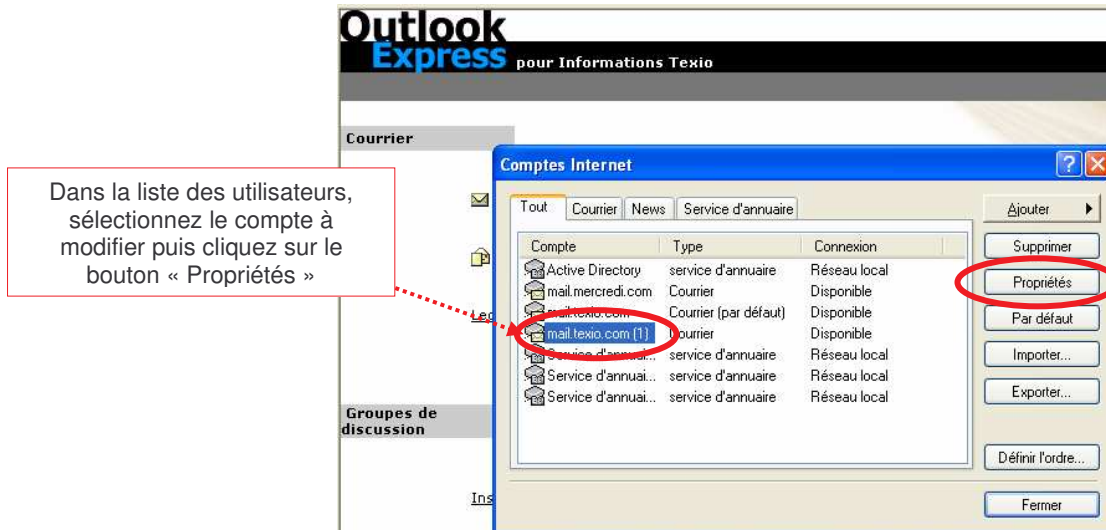 Outlook
Express pour Informations Texio
Courrier
Comptes Internet
Dans la liste des utilisateurs,
sélectionnez le compte à
modifier puis cliquez sur le
bouton « Propriétés »
Tout Courrier News Service d'annuaire
Ajouter
Compte Type Connexion
Supprimer
Active Directory service d'annuaire Réseau local
Propriétés
mail.mercredi.com Courrier Disponible
mail.texio.com Courrier (par défaut) Disponible
Par défaut
mail.texio.com (1) Courrier Disponible
Service d'annuai... service d'annuaire Réseau local
Importer...
Service d'annuai... service d'annuaire Réseau local
Service d'annuai... service d'annuaire Réseau local
Exporter...
Groupes de
discussion
Définir l'ordre...
Ins
Fermer